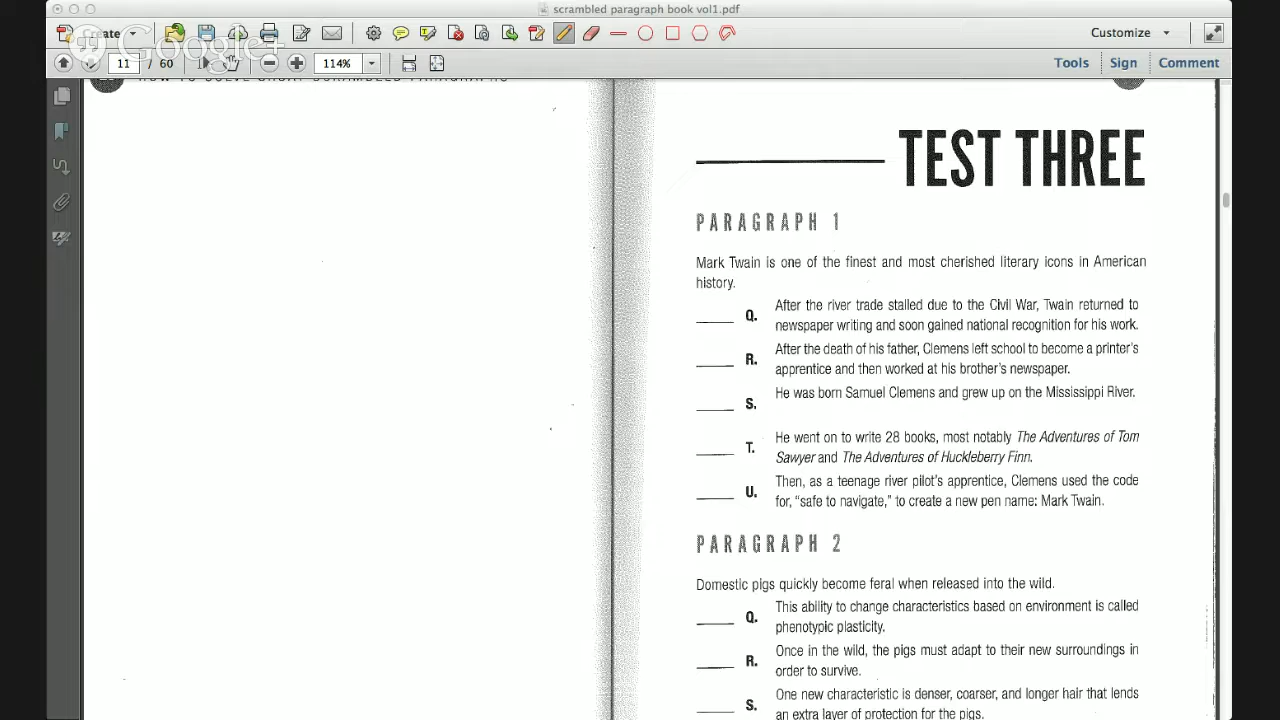 scrambled paragraph book vol1.pdf
Create
Google+
Customize
11 / 60
114%
Tools
Sign
Comment
HOW TO SOLVE SHSAT SCRAMBLED PARAGRAPHS
TEST THREE
PARAGRAPH 1
Mark Twain is one of the finest and most cherished literary icons in American
history.
Q. After the river trade stalled due to the Civil War, Twain returned to
newspaper writing and soon gained national recognition for his work.
R. After the death of his father, Clemens left school to become a printer's
apprentice and then worked at his brother's newspaper.
S. He was born Samuel Clemens and grew up on the Mississippi River.
T. He went on to write 28 books, most notably The Adventures of Tom
Sawyer and The Adventures of Huckleberry Finn.
U. Then, as a teenage river pilot's apprentice, Clemens used the code
for, "safe to navigate," to create a new pen name: Mark Twain.
PARAGRAPH 2
Domestic pigs quickly become feral when released into the wild.
Q. This ability to change characteristics based on environment is called
phenotypic plasticity.
R. Once in the wild, the pigs must adapt to their new surroundings in
order to survive.
S. One new characteristic is denser, coarser, and longer hair that lends
an extra layer of protection for the pigs.